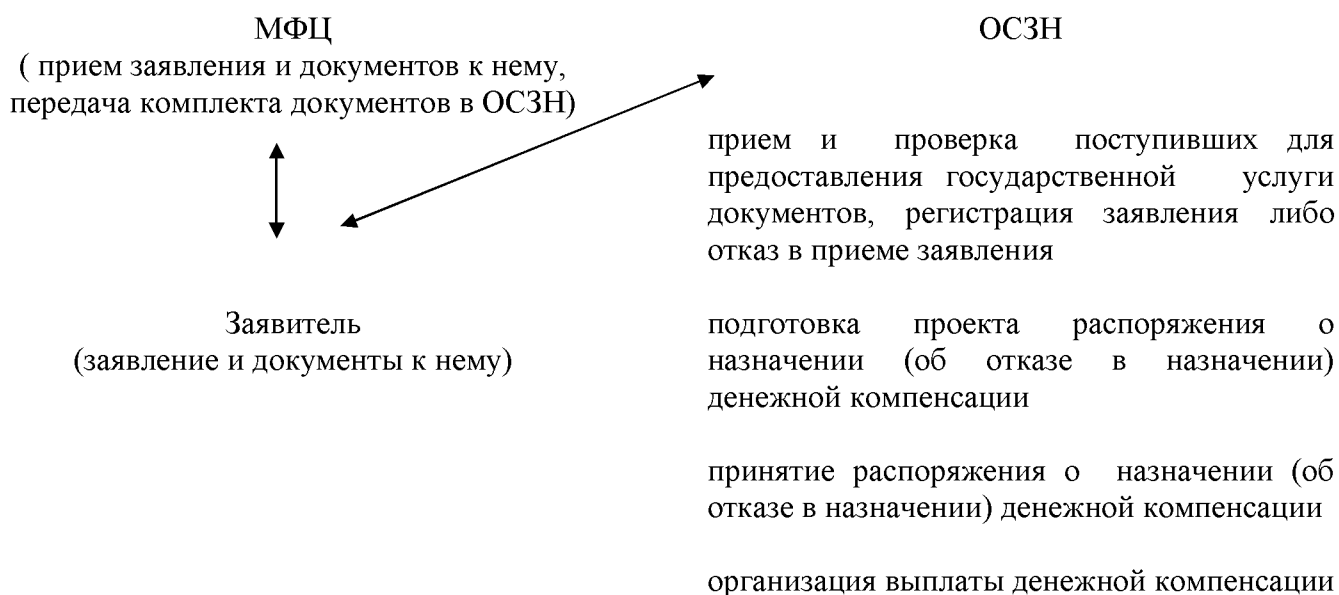 МФЦ
( прием заявления и документов к нему,
передача комплекта документов в ОСЗН)
Заявитель
(заявление и документы к нему)
ОСЗН
прием и проверка поступивших для
предоставления государственной услуги
документов, регистрация заявления либо
отказ в приеме заявления
подготовка проекта распоряжения о
назначении (об отказе в назначении)
денежной компенсации
принятие распоряжения о назначении (об
отказе в назначении) денежной компенсации
организация выплаты денежной компенсации